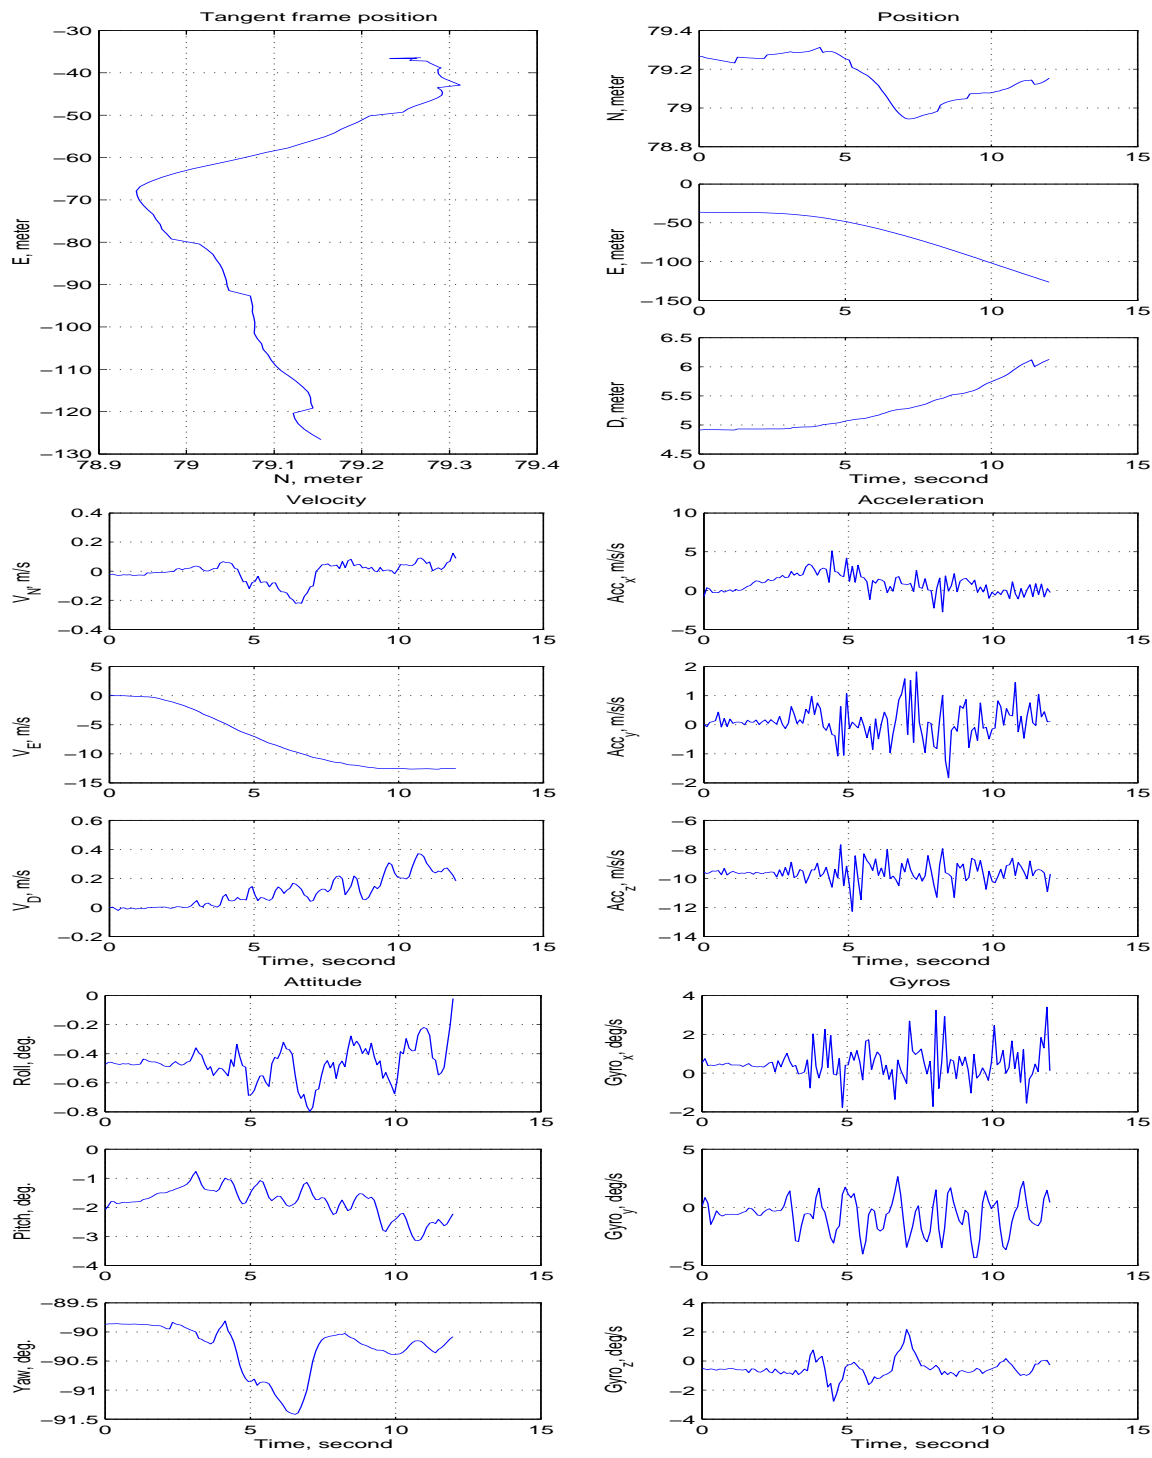 Tangent frame position
−30
−40
−50
−60
−70
−80
−90
−100
−110
−120
−130
E, meter
78.9 79 79.1 79.2 79.3 79.4
N, meter
Position
79.4
79.2
79
78.8
N, meter
0 5 10 15
0
−50
−100
−150
E, meter
0 5 10 15
6.5
6
5.5
5
4.5
D, meter
0 5 10 15
Time, second
Velocity
0.4
0.2
0
−0.2
−0.4
V_N, m/s
0 5 10 15
5
0
−5
−10
−15
V_E, m/s
0 5 10 15
0.6
0.4
0.2
0
−0.2
V_D, m/s
0 5 10 15
Time, second
Acceleration
10
5
0
−5
Acc_x, m/s/s
0 5 10 15
2
1
0
−1
−2
Acc_y, m/s/s
0 5 10 15
−6
−8
−10
−12
−14
Acc_z, m/s/s
0 5 10 15
Time, second
Attitude
0
−0.2
−0.4
−0.6
−0.8
Roll, deg.
0 5 10 15
0
−1
−2
−3
−4
Pitch, deg.
0 5 10 15
−89.5
−90
−90.5
−91
−91.5
Yaw, deg.
0 5 10 15
Time, second
Gyros
4
2
0
−2
Gyro_x, deg/s
0 5 10 15
5
0
−5
Gyro_y, deg/s
0 5 10 15
4
2
0
−2
−4
Gyro_z, deg/s
0 5 10 15
Time, second